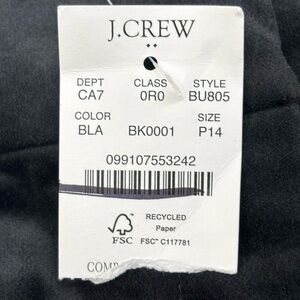 J.CREW
DEPT CLASS STYLE
CA7 0R0 BU805
COLOR SIZE
BLA BK0001 P14
099107553242
RECYCLED
Paper
FSC FSC® C117781